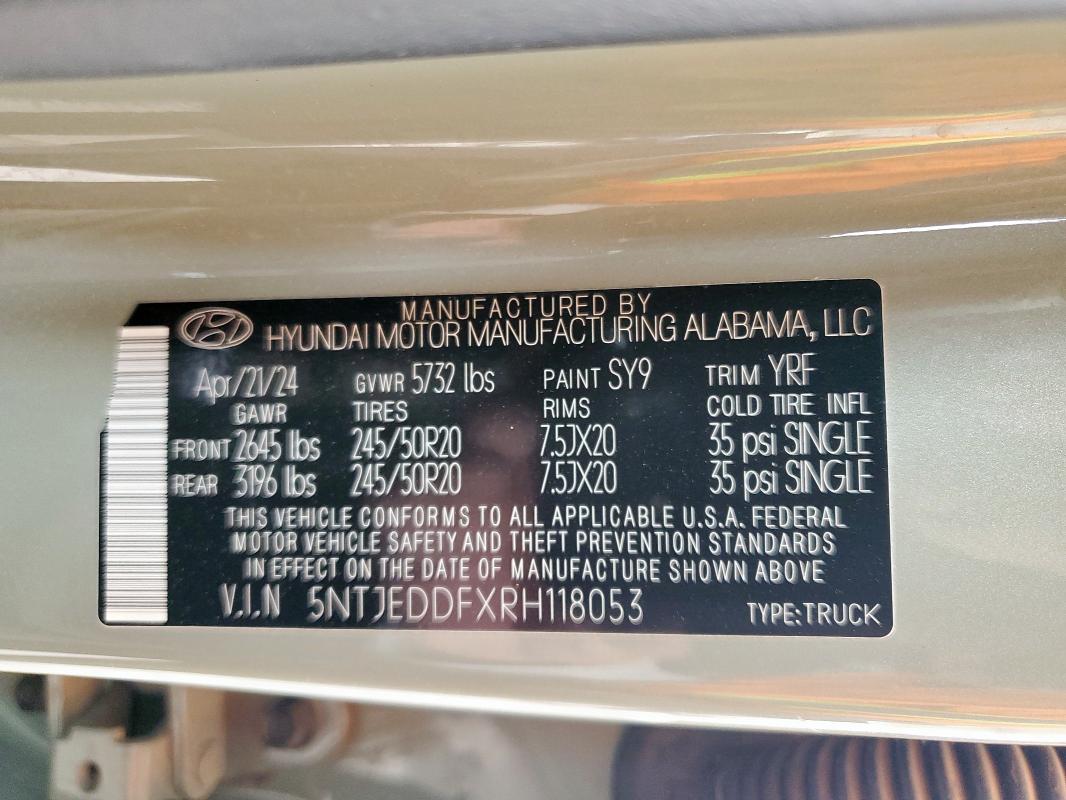 MANUFACTURED BY
HYUNDAI MOTOR MANUFACTURING ALABAMA, LLC
Apr/21/24 GVWR 5732 lbs PAINT SY9 TRIM YRF
GAWR TIRES RIMS COLD TIRE INFL
FRONT 2645 lbs 245/50R20 7.5JX20 35 psi SINGLE
REAR 3196 lbs 245/50R20 7.5JX20 35 psi SINGLE
THIS VEHICLE CONFORMS TO ALL APPLICABLE U.S.A. FEDERAL
MOTOR VEHICLE SAFETY AND THEFT PREVENTION STANDARDS
IN EFFECT ON THE DATE OF MANUFACTURE SHOWN ABOVE
V.I.N 5NTJEDDFXRH118053 TYPE:TRUCK